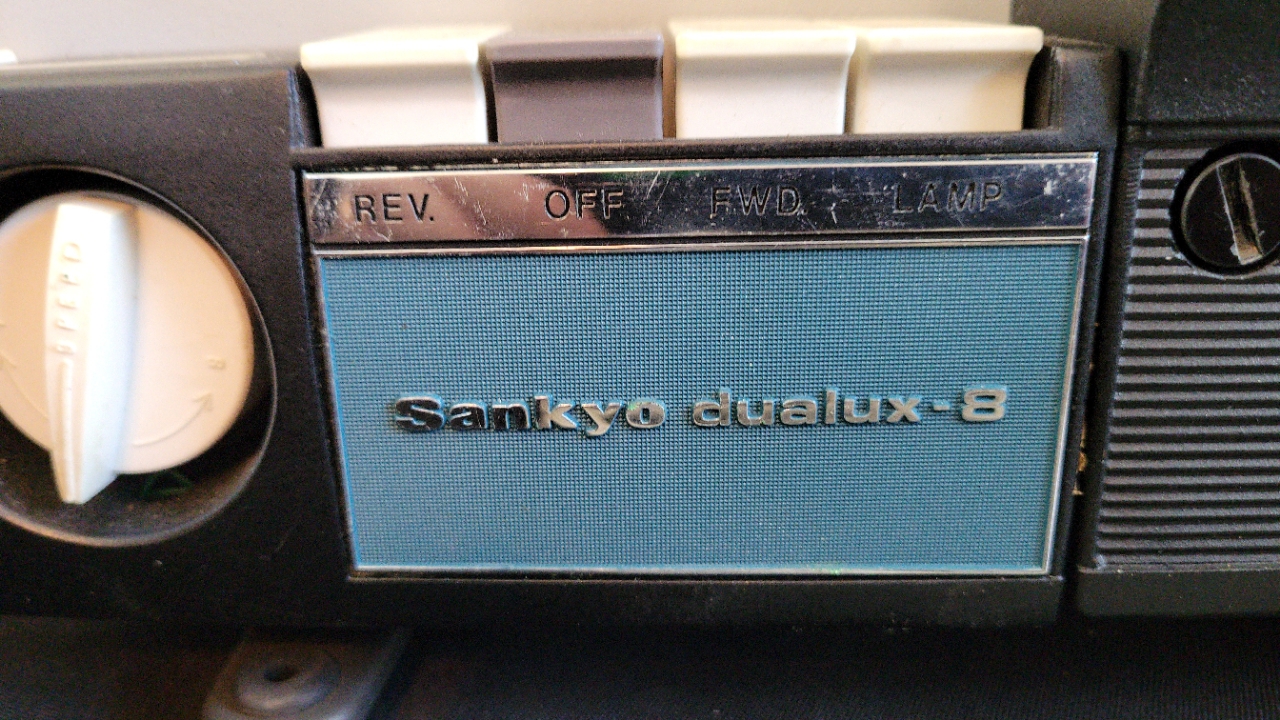 REV. OFF FWD LAMP
SPEED
Sankyo dualux-8